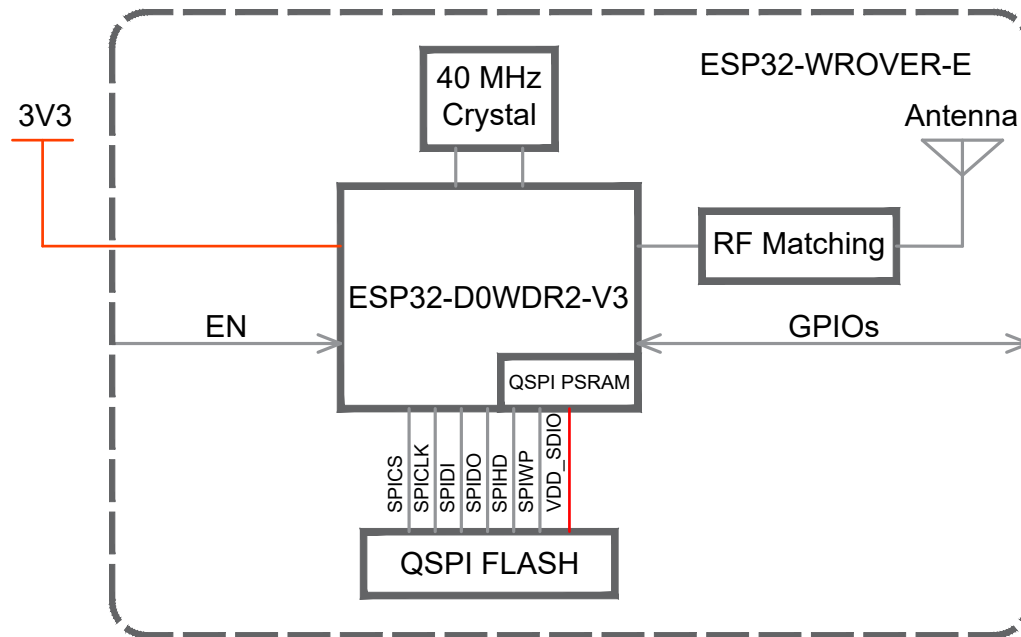 ESP32-WROVER-E
40 MHz
Crystal
3V3
Antenna
RF Matching
ESP32-D0WDR2-V3
EN
GPIOs
QSPI PSRAM
SPICS
SPICLK
SPIDI
SPIDO
SPIHD
SPIWP
VDD_SDIO
QSPI FLASH